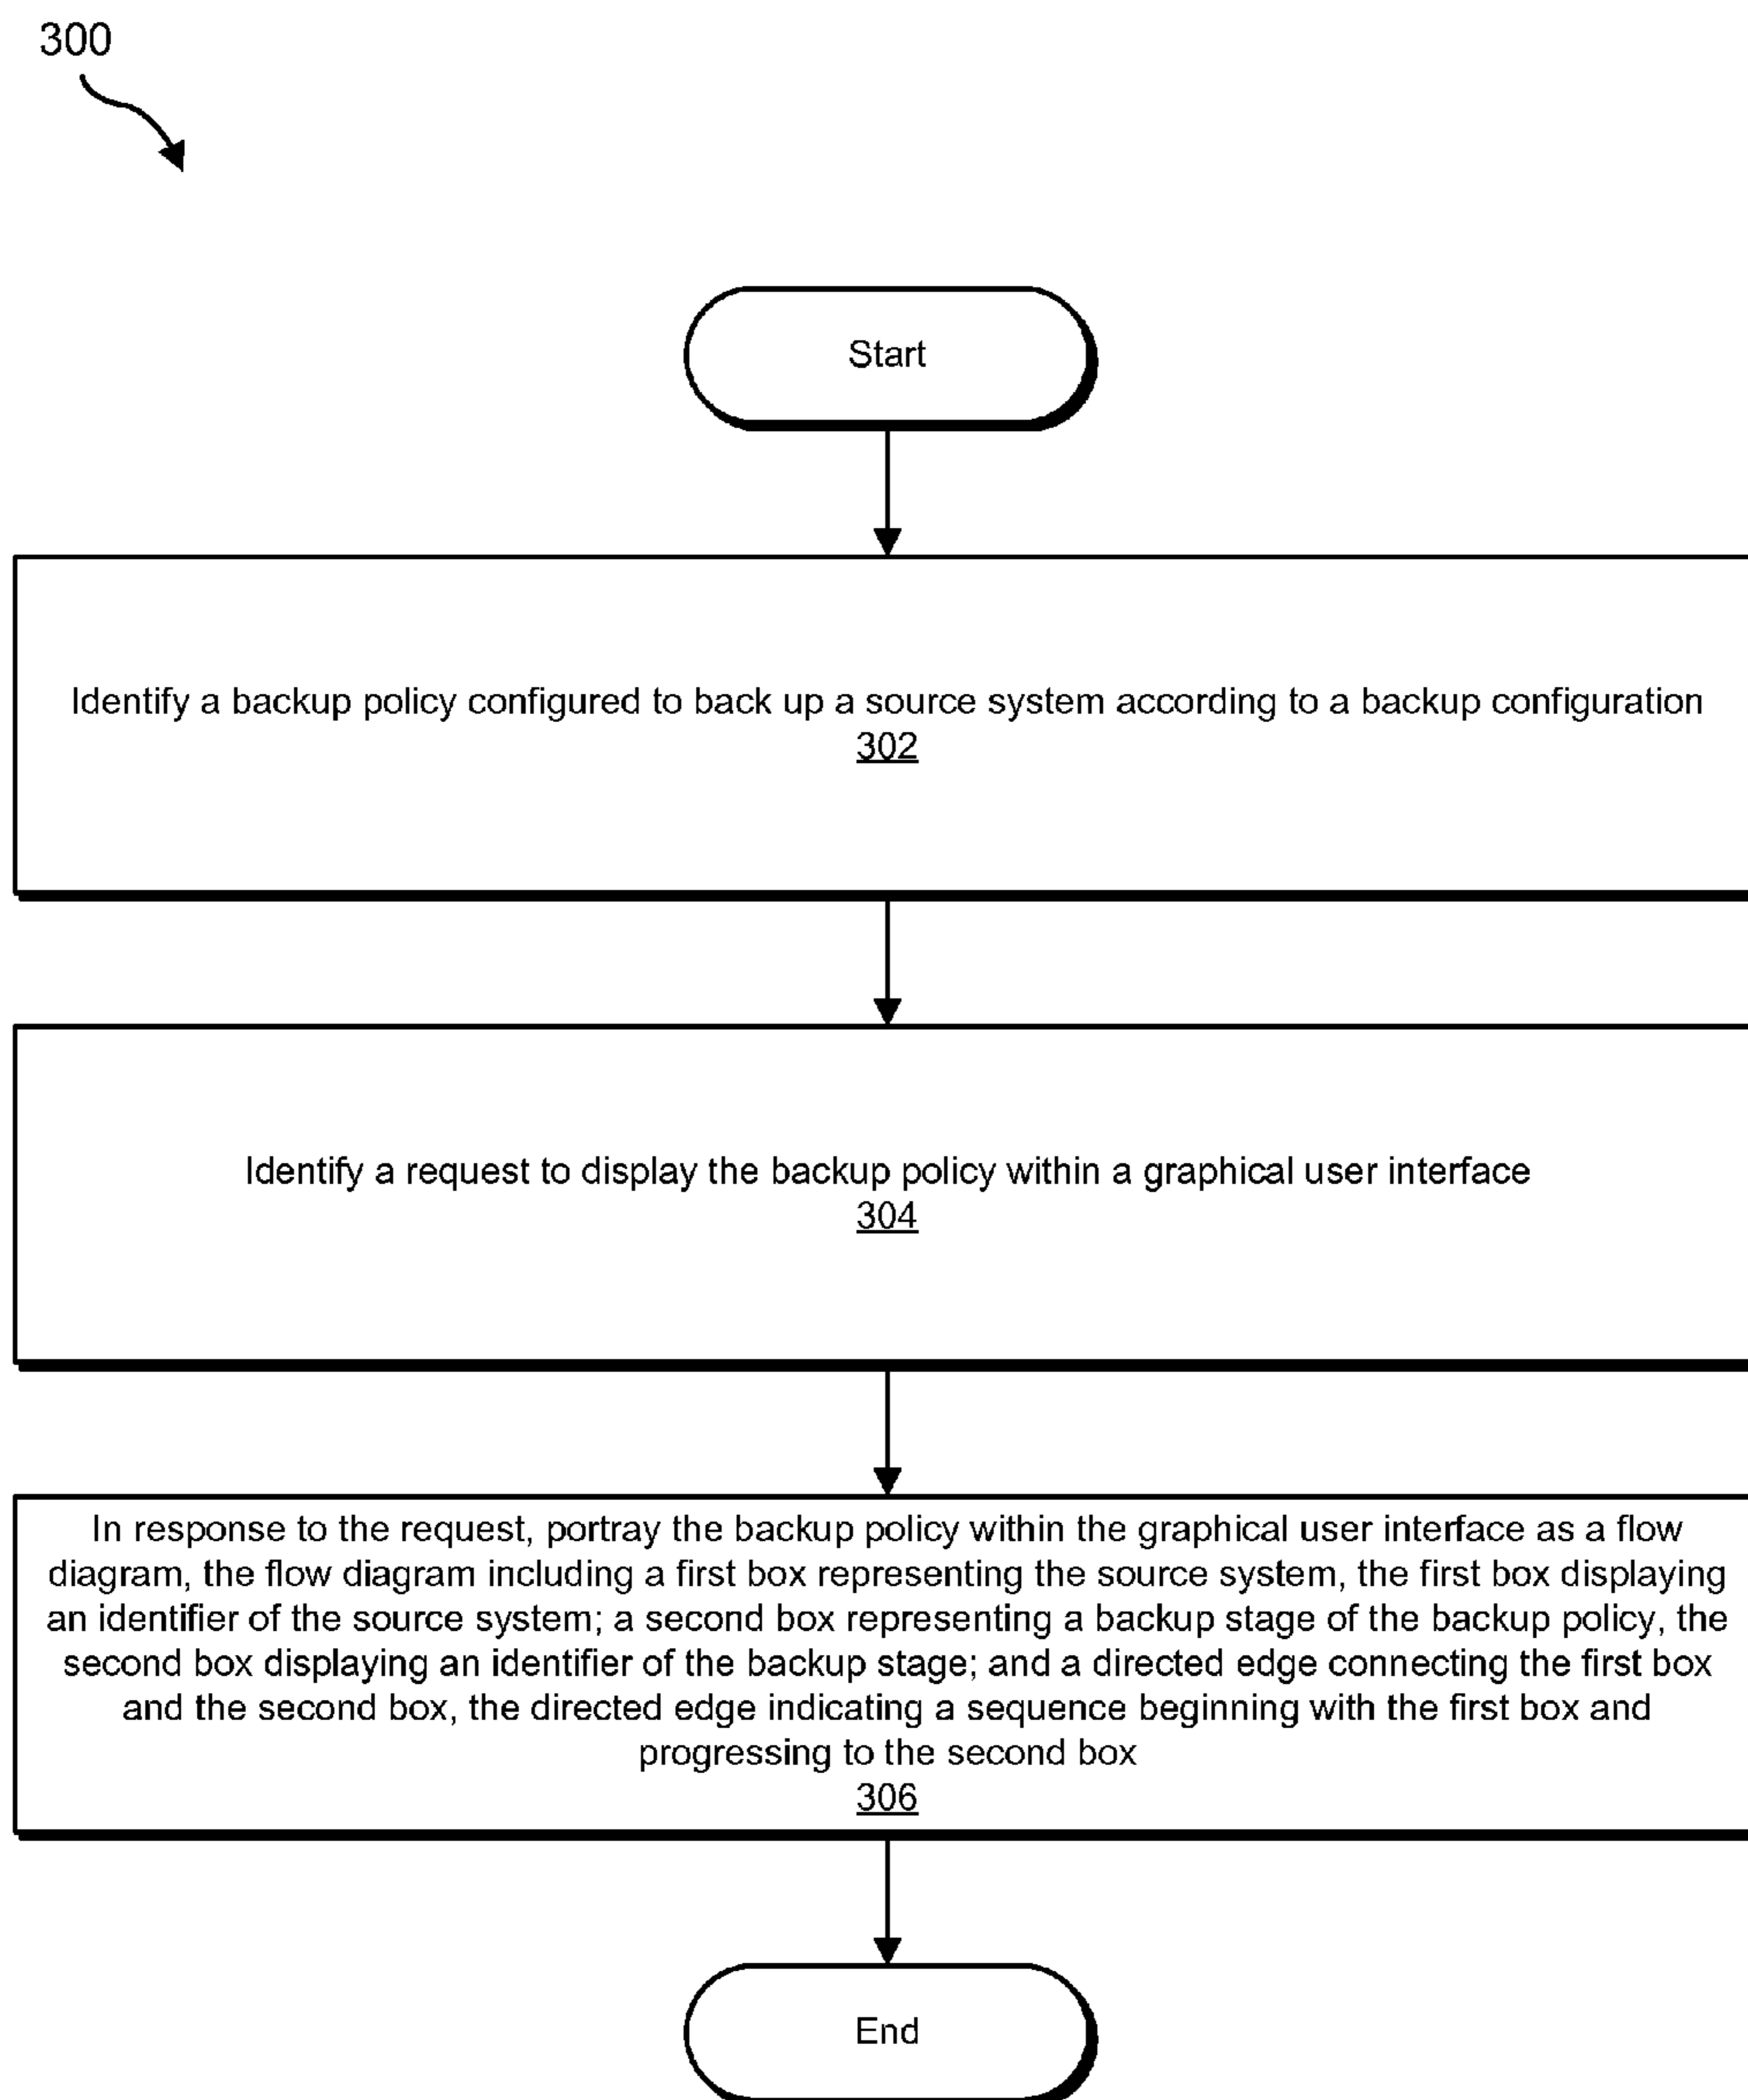 300
Start
Identify a backup policy configured to back up a source system according to a backup configuration
302
Identify a request to display the backup policy within a graphical user interface
304
In response to the request, portray the backup policy within the graphical user interface as a flow
diagram, the flow diagram including a first box representing the source system, the first box displaying
an identifier of the source system; a second box representing a backup stage of the backup policy, the
second box displaying an identifier of the backup stage; and a directed edge connecting the first box
and the second box, the directed edge indicating a sequence beginning with the first box and
progressing to the second box
306
End